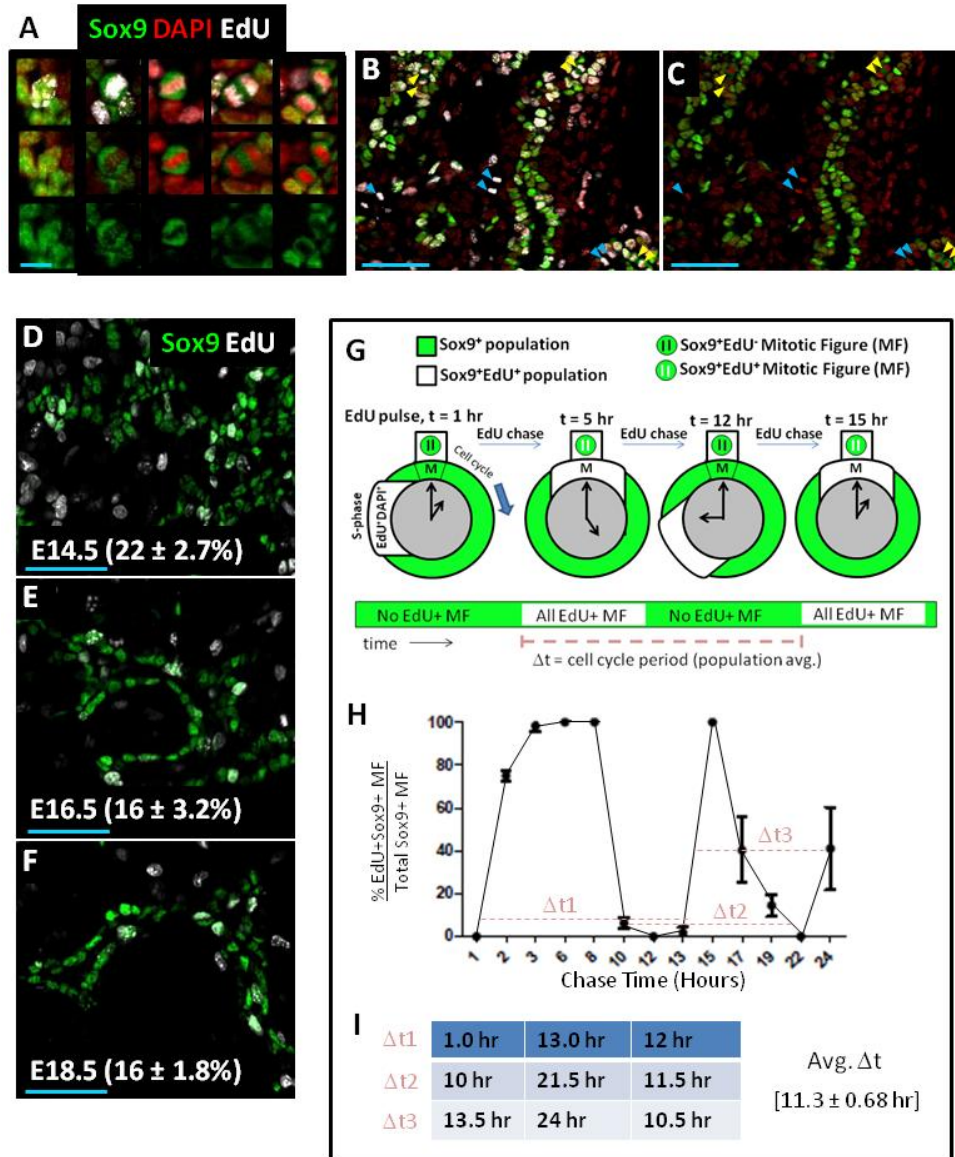 A
Sox9 DAPI EdU
B
C
D
Sox9 EdU
E14.5 (22 ± 2.7%)
E
E16.5 (16 ± 3.2%)
F
E18.5 (16 ± 1.8%)
G
Sox9⁺ population
Sox9⁺EdU⁻ Mitotic Figure (MF)
Sox9⁺EdU⁺ population
Sox9⁺EdU⁺ Mitotic Figure (MF)
EdU pulse, t = 1 hr
EdU chase
t = 5 hr
EdU chase
t = 12 hr
EdU chase
t = 15 hr
M
M
M
M
Cell cycle
S-phase
EdU⁺DAPI⁺
No EdU+ MF
All EdU+ MF
No EdU+ MF
All EdU+ MF
time
Δt = cell cycle period (population avg.)
H
% EdU+Sox9+ MF
Total Sox9+ MF
100
80
60
40
20
0
Δt1
Δt2
Δt3
1 2 3 6 8 10 12 13 15 17 19 22 24
Chase Time (Hours)
I
Δt1 1.0 hr 13.0 hr 12 hr
Δt2 10 hr 21.5 hr 11.5 hr
Δt3 13.5 hr 24 hr 10.5 hr
Avg. Δt
[11.3 ± 0.68 hr]